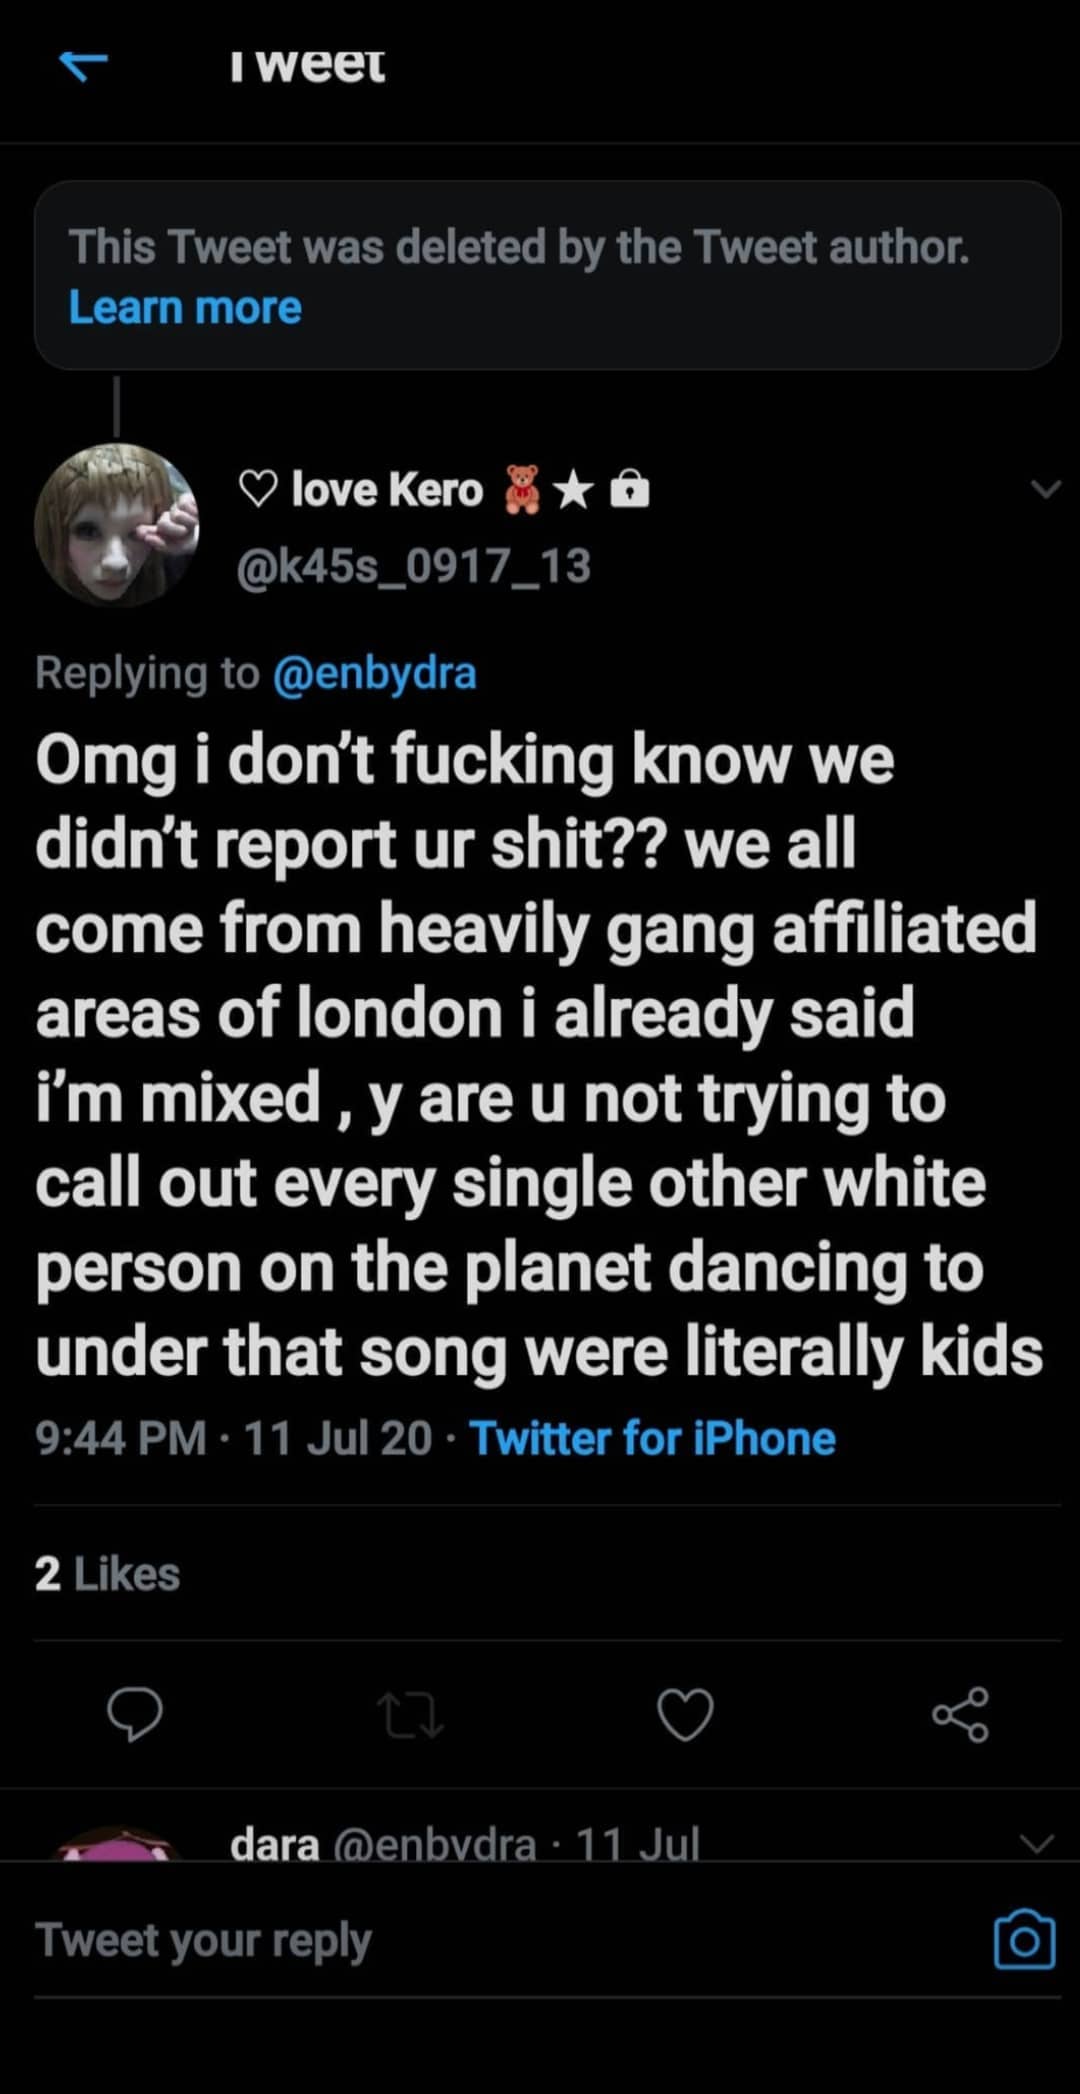 Tweet
This Tweet was deleted by the Tweet author.
Learn more
♡ love Kero 🧸★🔒
@k45s_0917_13
Replying to @enbydra
Omg i don't fucking know we
didn't report ur shit?? we all
come from heavily gang affiliated
areas of london i already said
i'm mixed , y are u not trying to
call out every single other white
person on the planet dancing to
under that song were literally kids
9:44 PM · 11 Jul 20 · Twitter for iPhone
2 Likes
dara @enbydra · 11 Jul
Tweet your reply